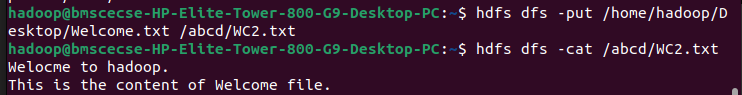 hadoop@bmscecse-HP-Elite-Tower-800-G9-Desktop-PC:~$ hdfs dfs -put /home/hadoop/D
esktop/Welcome.txt /abcd/WC2.txt
hadoop@bmscecse-HP-Elite-Tower-800-G9-Desktop-PC:~$ hdfs dfs -cat /abcd/WC2.txt
Welocme to hadoop.
This is the content of Welcome file.